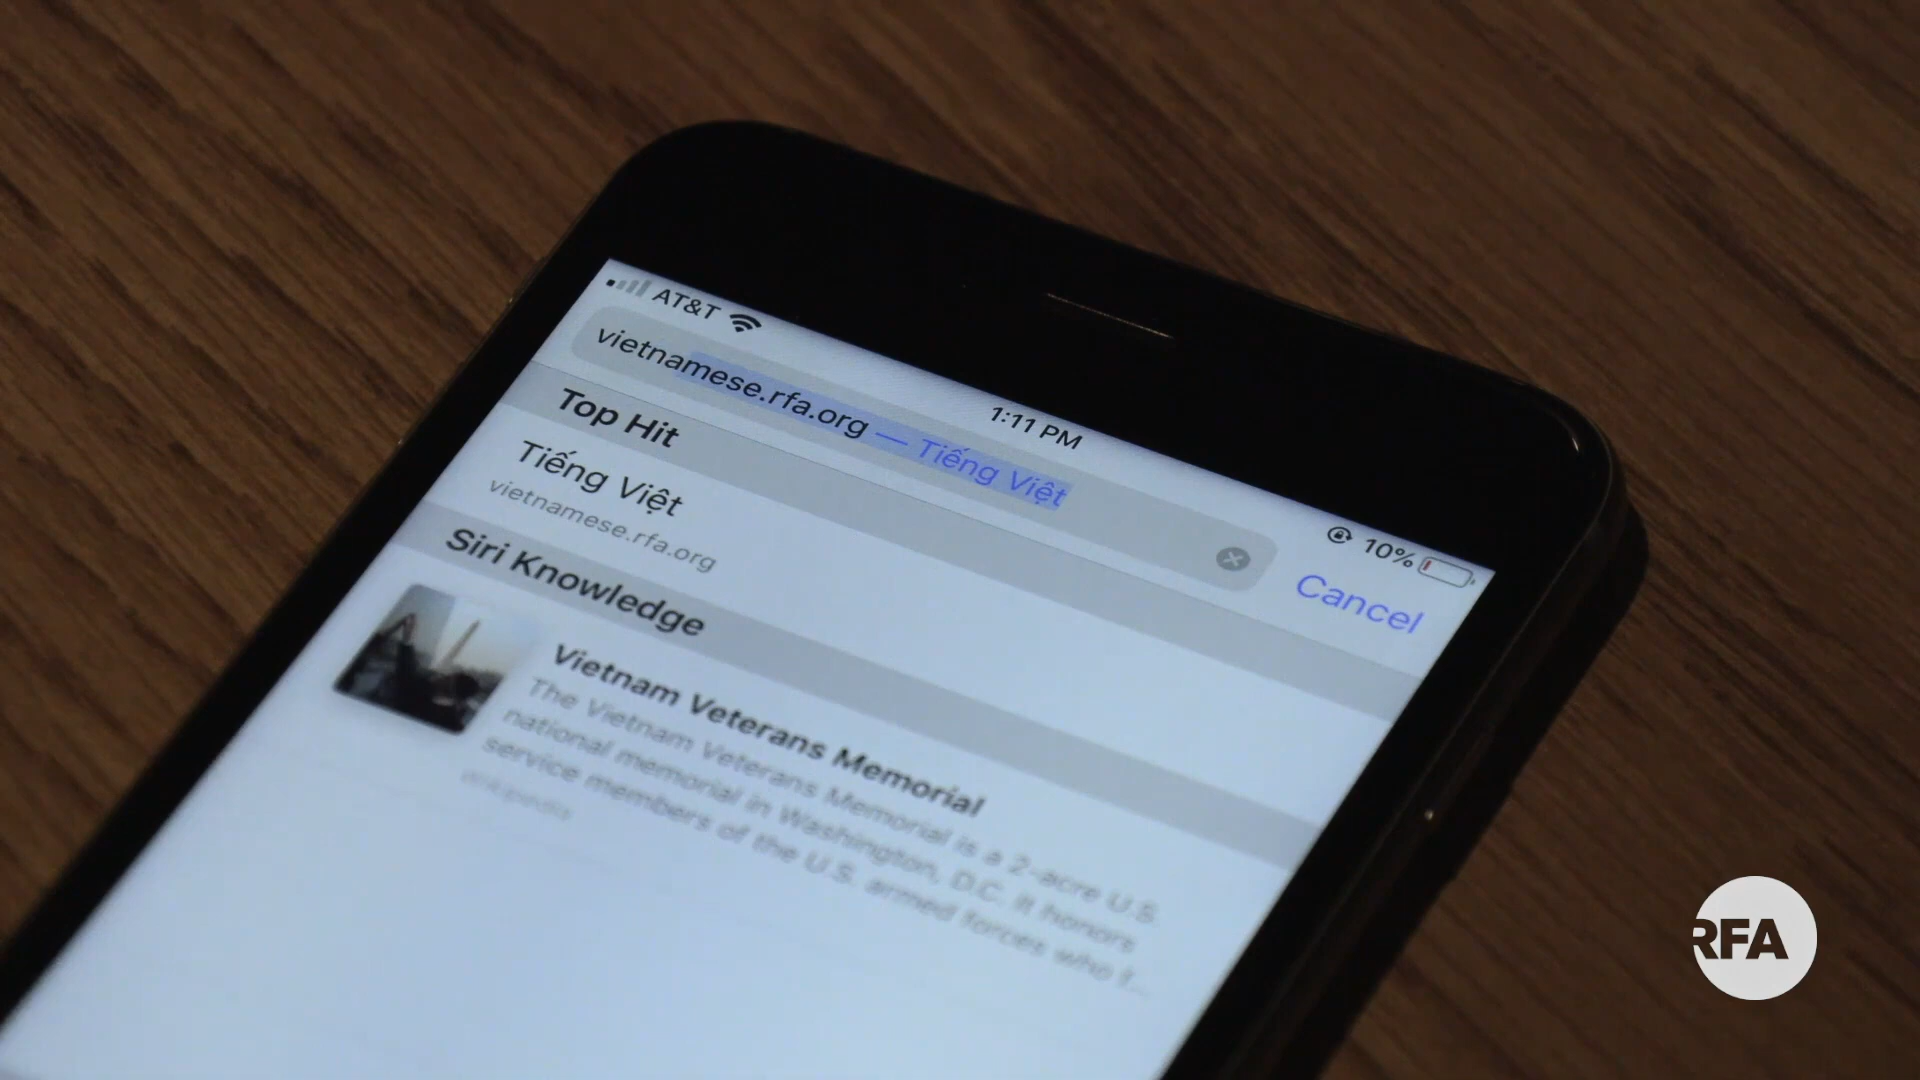 AT&T 1:11 PM 10%
vietnamese.rfa.org — Tiếng Việt
Cancel
Top Hit
Tiếng Việt
vietnamese.rfa.org
Siri Knowledge
Vietnam Veterans Memorial
The Vietnam Veterans Memorial is a 2-acre U.S.
national memorial in Washington, D.C. It honors
service members of the U.S. armed forces who f...
Wikipedia
RFA